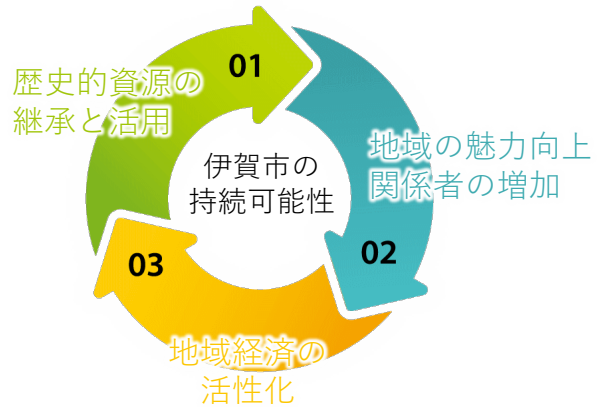 01
歴史的資源の
継承と活用
地域の魅力向上
関係者の増加
伊賀市の
持続可能性
02
03
地域経済の
活性化